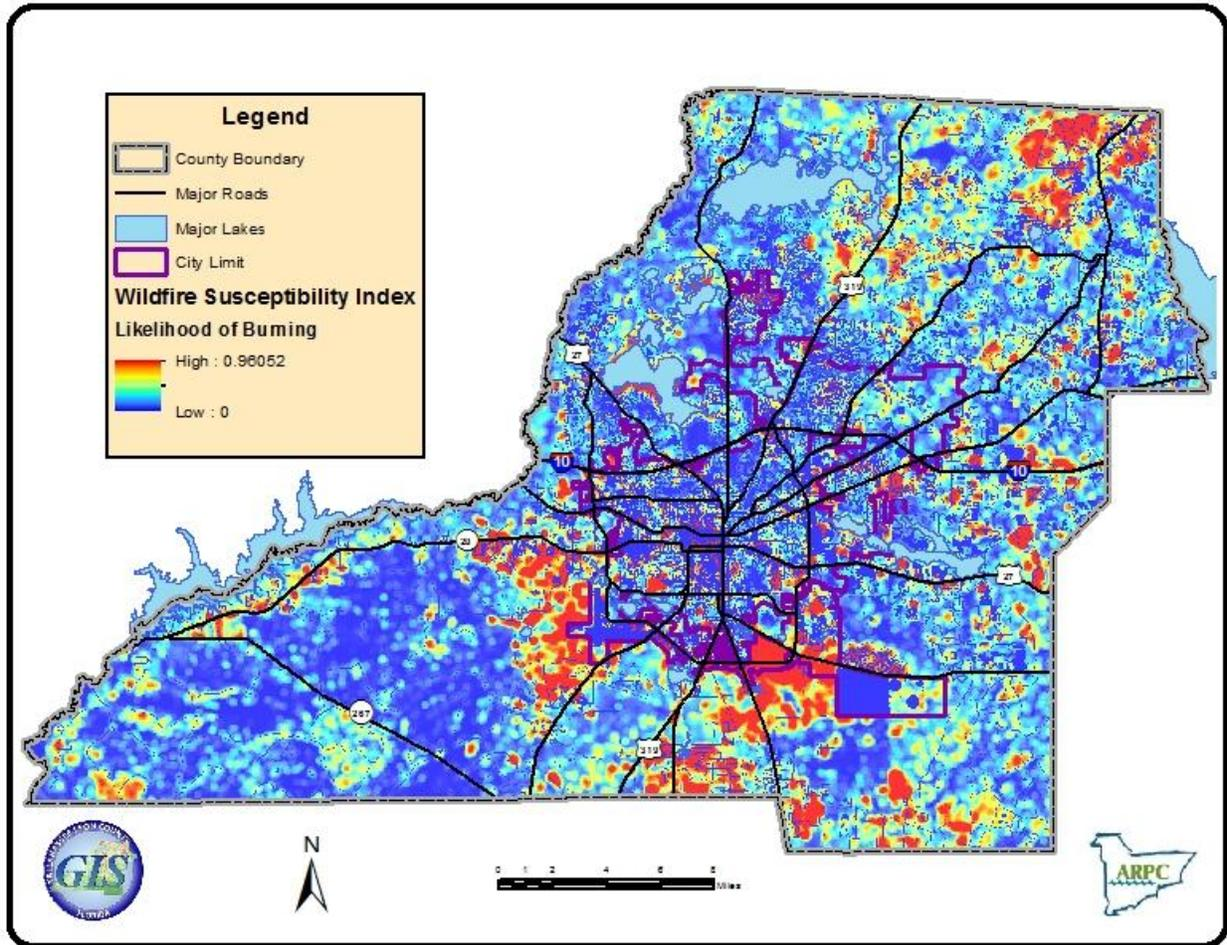 Legend
County Boundary
Major Roads
Major Lakes
City Limit
Wildfire Susceptibility Index
Likelihood of Burning
High : 0.96052
Low : 0
319
27
10
10
20
27
267
319
GIS
FLORIDA
N
0 1 2 4 6 8
Miles
ARPC